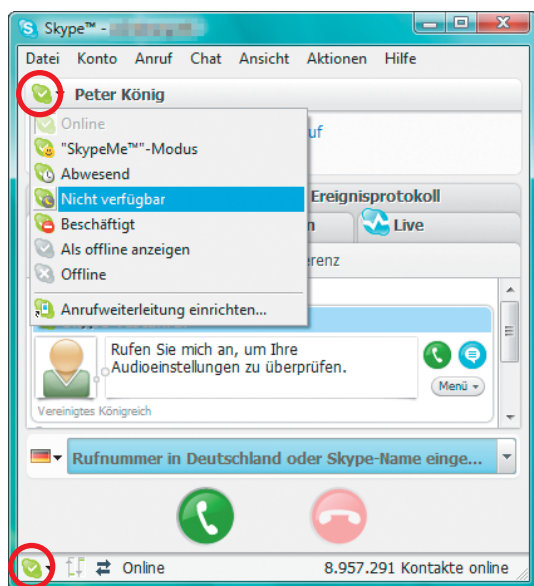 Skype™ -
Datei Konto Anruf Chat Ansicht Aktionen Hilfe
Peter König
Online
"SkypeMe™"-Modus
uf
Abwesend
Nicht verfügbar
Ereignisprotokoll
Beschäftigt
n
Live
Als offline anzeigen
renz
Offline
Anrufweiterleitung einrichten...
Rufen Sie mich an, um Ihre
Audioeinstellungen zu überprüfen.
Menü
Vereinigtes Königreich
Rufnummer in Deutschland oder Skype-Name einge...
Online
8.957.291 Kontakte online